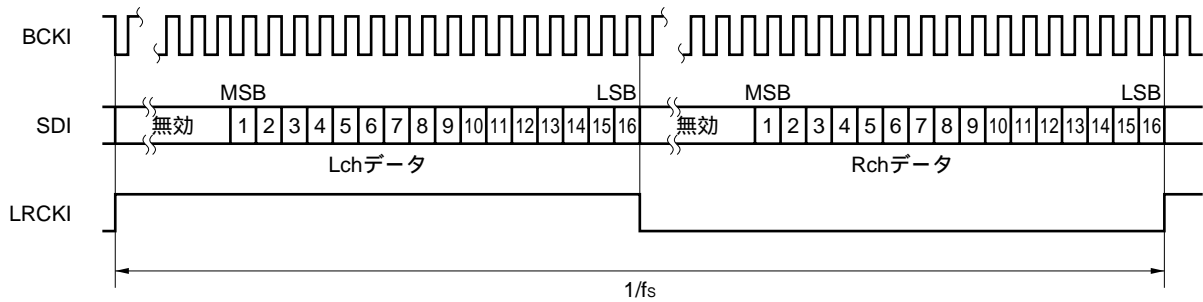 BCKI
MSB LSB MSB LSB
SDI 無効 1 2 3 4 5 6 7 8 9 10 11 12 13 14 15 16 無効 1 2 3 4 5 6 7 8 9 10 11 12 13 14 15 16
Lchデータ Rchデータ
LRCKI
1/fs